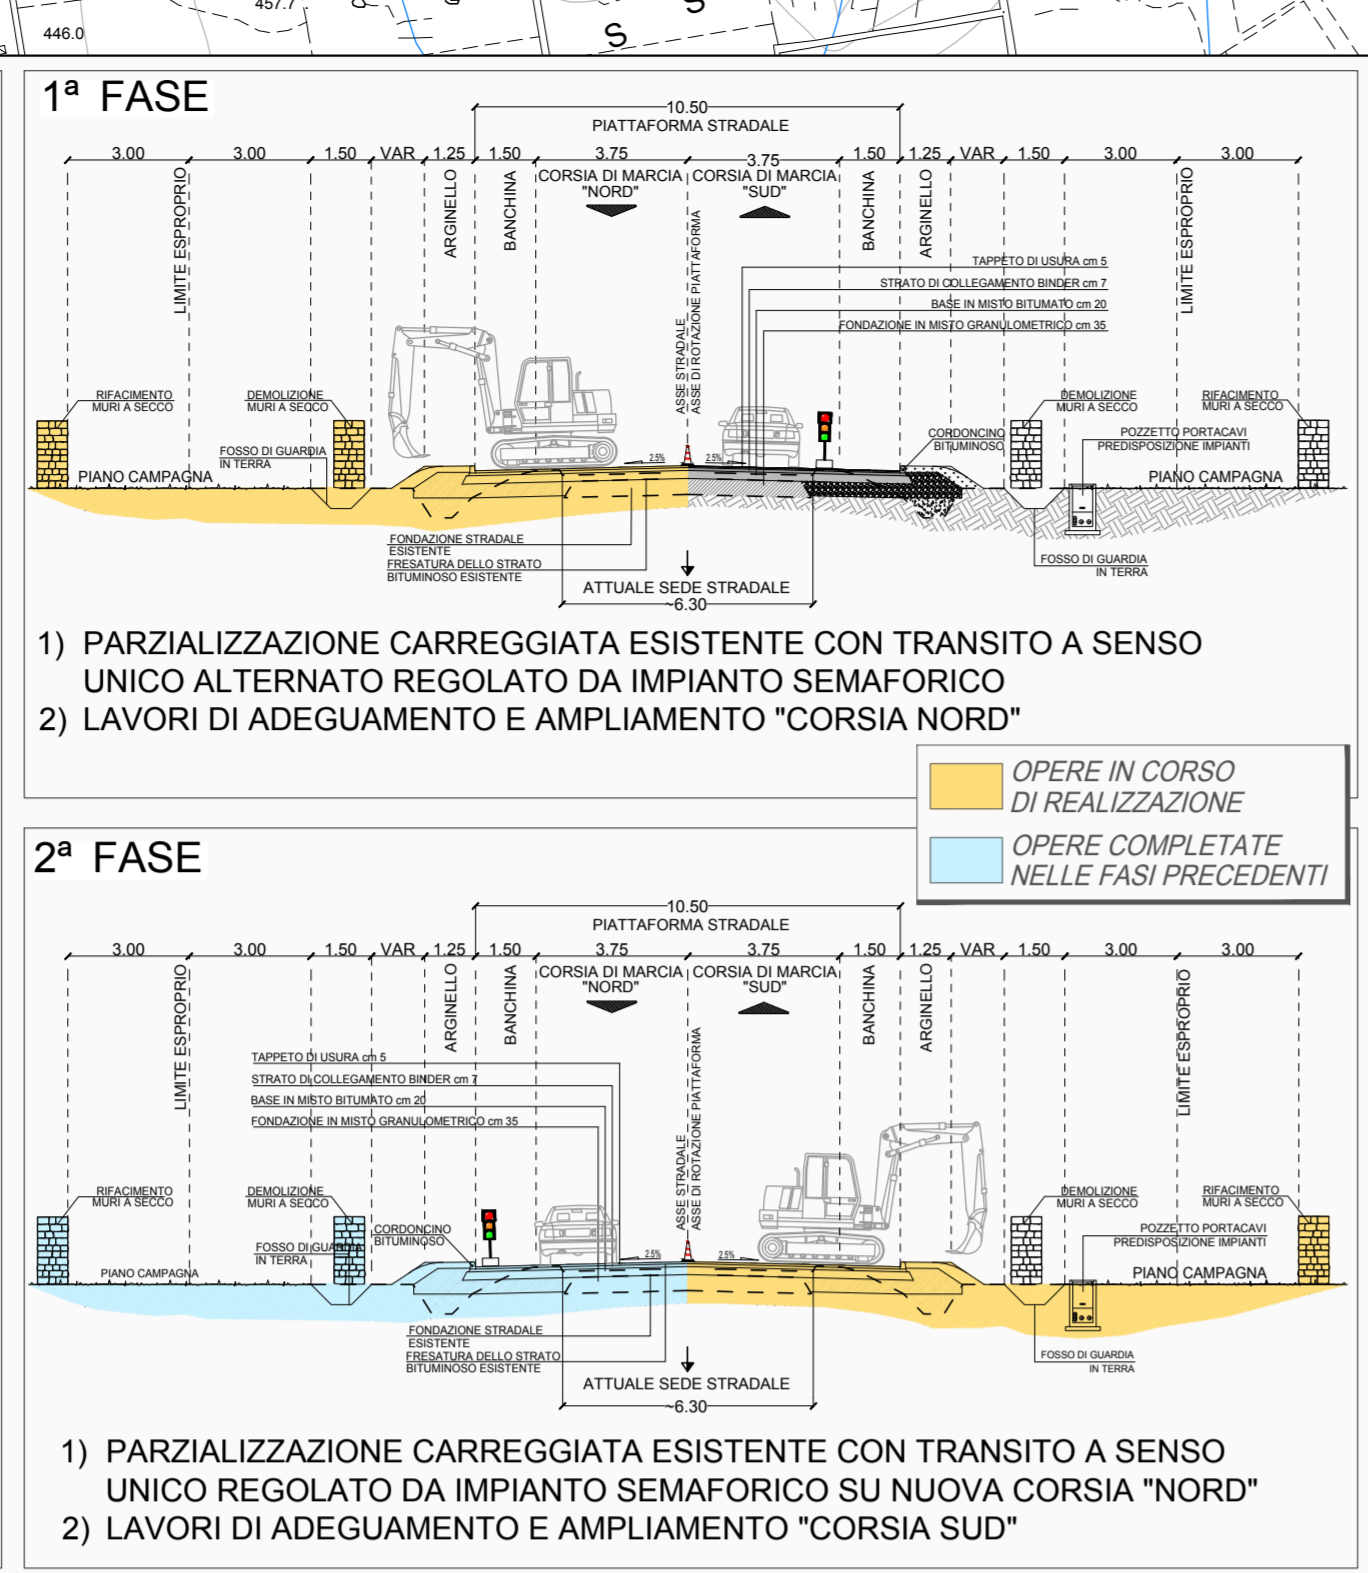 457.7
446.0
S
S
1ª FASE
10.50
PIATTAFORMA STRADALE
3.00 3.00 1.50 VAR 1.25 1.50 3.75 3.75 1.50 1.25 VAR 1.50 3.00 3.00
LIMITE ESPROPRIO
ARGINELLO
BANCHINA
CORSIA DI MARCIA
"NORD"
CORSIA DI MARCIA
"SUD"
BANCHINA
ARGINELLO
LIMITE ESPROPRIO
ASSE STRADALE
ASSE DI ROTAZIONE PIATTAFORMA
TAPPETO DI USURA cm 5
STRATO DI COLLEGAMENTO BINDER cm 7
BASE IN MISTO BITUMATO cm 20
FONDAZIONE IN MISTO GRANULOMETRICO cm 35
RIFACIMENTO
MURI A SECCO
DEMOLIZIONE
MURI A SECCO
FOSSO DI GUARDIA
IN TERRA
PIANO CAMPAGNA
2.5% 2.5%
CORDONCINO
BITUMINOSO
DEMOLIZIONE
MURI A SECCO
RIFACIMENTO
MURI A SECCO
POZZETTO PORTACAVI
PREDISPOSIZIONE IMPIANTI
PIANO CAMPAGNA
FONDAZIONE STRADALE
ESISTENTE
FRESATURA DELLO STRATO
BITUMINOSO ESISTENTE
FOSSO DI GUARDIA
IN TERRA
ATTUALE SEDE STRADALE
~6.30
1) PARZIALIZZAZIONE CARREGGIATA ESISTENTE CON TRANSITO A SENSO
UNICO ALTERNATO REGOLATO DA IMPIANTO SEMAFORICO
2) LAVORI DI ADEGUAMENTO E AMPLIAMENTO "CORSIA NORD"
OPERE IN CORSO
DI REALIZZAZIONE
OPERE COMPLETATE
NELLE FASI PRECEDENTI
2ª FASE
10.50
PIATTAFORMA STRADALE
3.00 3.00 1.50 VAR 1.25 1.50 3.75 3.75 1.50 1.25 VAR 1.50 3.00 3.00
LIMITE ESPROPRIO
ARGINELLO
BANCHINA
CORSIA DI MARCIA
"NORD"
CORSIA DI MARCIA
"SUD"
BANCHINA
ARGINELLO
LIMITE ESPROPRIO
ASSE STRADALE
ASSE DI ROTAZIONE PIATTAFORMA
TAPPETO DI USURA cm 5
STRATO DI COLLEGAMENTO BINDER cm 7
BASE IN MISTO BITUMATO cm 20
FONDAZIONE IN MISTO GRANULOMETRICO cm 35
RIFACIMENTO
MURI A SECCO
DEMOLIZIONE
MURI A SECCO
FOSSO DI GUARDIA
IN TERRA
CORDONCINO
BITUMINOSO
PIANO CAMPAGNA
2.5% 2.5%
DEMOLIZIONE
MURI A SECCO
RIFACIMENTO
MURI A SECCO
POZZETTO PORTACAVI
PREDISPOSIZIONE IMPIANTI
PIANO CAMPAGNA
FONDAZIONE STRADALE
ESISTENTE
FRESATURA DELLO STRATO
BITUMINOSO ESISTENTE
FOSSO DI GUARDIA
IN TERRA
ATTUALE SEDE STRADALE
~6.30
1) PARZIALIZZAZIONE CARREGGIATA ESISTENTE CON TRANSITO A SENSO
UNICO REGOLATO DA IMPIANTO SEMAFORICO SU NUOVA CORSIA "NORD"
2) LAVORI DI ADEGUAMENTO E AMPLIAMENTO "CORSIA SUD"